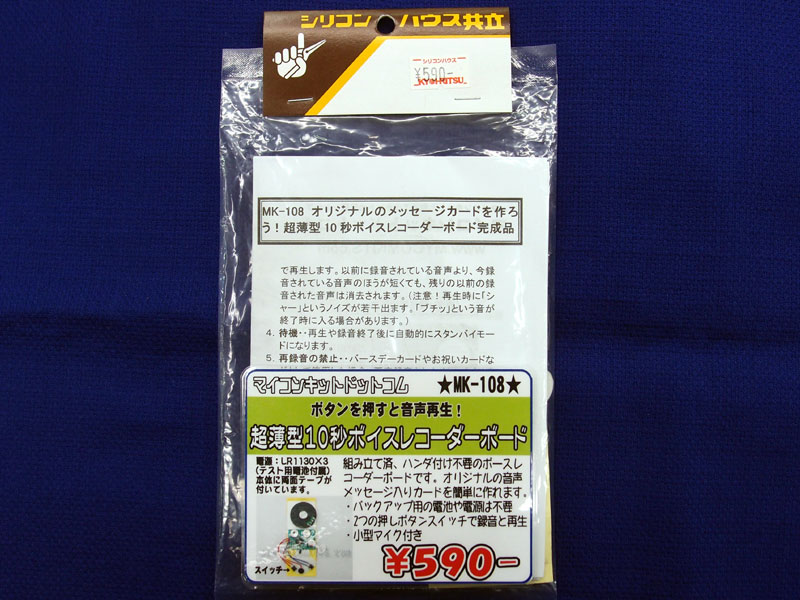 シリコンハウス共立
シリコンハウス
¥590-
KYOHRITSU
MK-108 オリジナルのメッセージカードを作ろ
う！超薄型10秒ボイスレコーダーボード完成品
で再生します。以前に録音されている音声より、今録
音されている音声のほうが短くても、残りの以前の録
音された音声は消去されます。（注意！再生時に「シ
ャー」というノイズが若干出ます。「ブチッ」という音が
終了時に入る場合があります。）
4. 待機・・再生や録音終了後に自動的にスタンバイモー
ドになります。
5. 再録音の禁止・・バースデーカードやお祝いカードな
マイコンキットドットコム ★MK-108★
ボタンを押すと音声再生！
超薄型10秒ボイスレコーダーボード
電源：LR1130×3
（テスト用電池付属）
本体に両面テープが
付いています。
スイッチ→
組み立て済、ハンダ付け不要のボースレ
コーダーボードです。オリジナルの音声
メッセージ入りカードを簡単に作れます。
・バックアップ用の電池や電源は不要
・2つの押しボタンスイッチで録音と再生
・小型マイク付き
¥590-